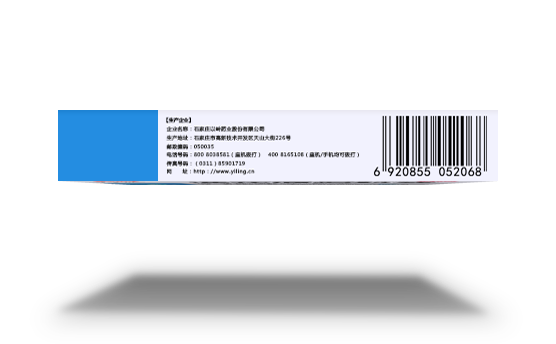 【生产企业】
企业名称：石家庄以岭药业股份有限公司
生产地址：石家庄市高新技术开发区天山大街226号
邮政编码：050035
电话号码：800 8038581（座机拨打） 400 8165108（座机/手机均可拨打）
传真号码：（0311）85901719
网 址：http：//www.yiling.cn
6 920855 052068